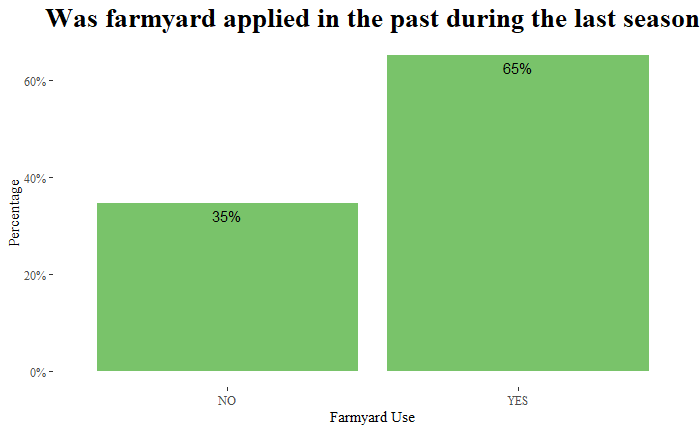 Was farmyard applied in the past during the last season
Percentage
60%
40%
20%
0%
35%
65%
NO
YES
Farmyard Use